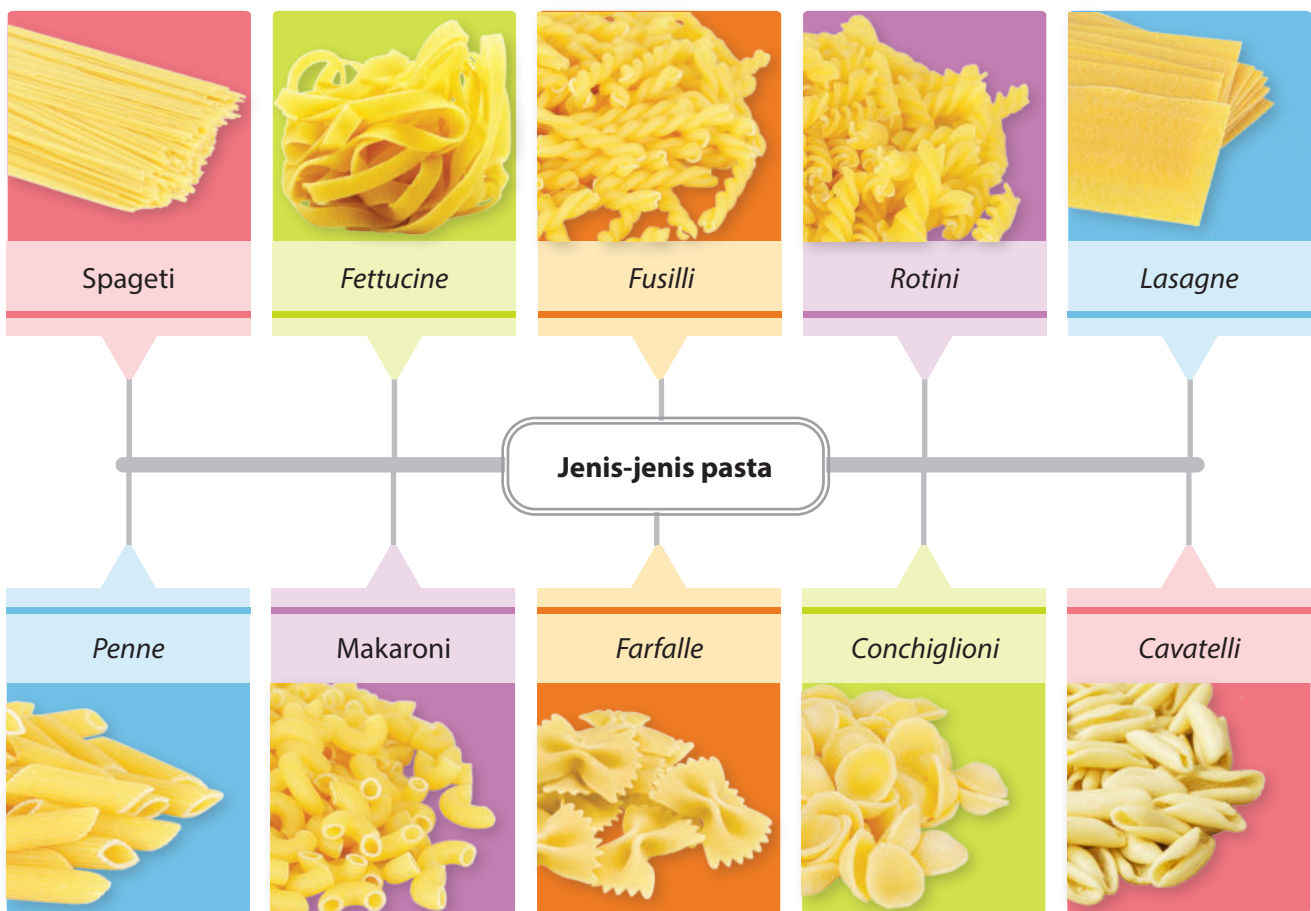 Spageti
Fettucine
Fusilli
Rotini
Lasagne
Jenis-jenis pasta
Penne
Makaroni
Farfalle
Conchiglioni
Cavatelli